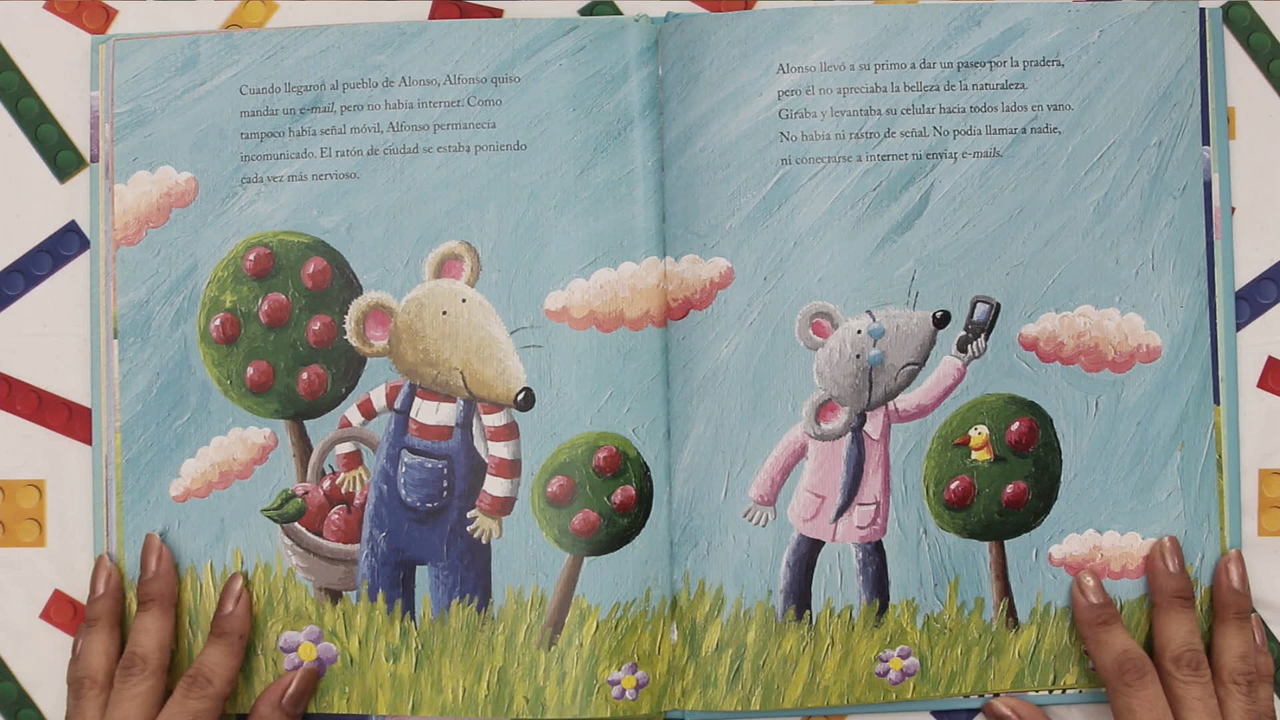 Cuando llegaron al pueblo de Alonso, Alfonso quiso
mandar un e-mail, pero no había internet. Como
tampoco había señal móvil, Alfonso permanecía
incomunicado. El ratón de ciudad se estaba poniendo
cada vez más nervioso.
Alonso llevó a su primo a dar un paseo por la pradera,
pero él no apreciaba la belleza de la naturaleza.
Giraba y levantaba su celular hacia todos lados en vano.
No había ni rastro de señal. No podía llamar a nadie,
ni conectarse a internet ni enviar e-mails.